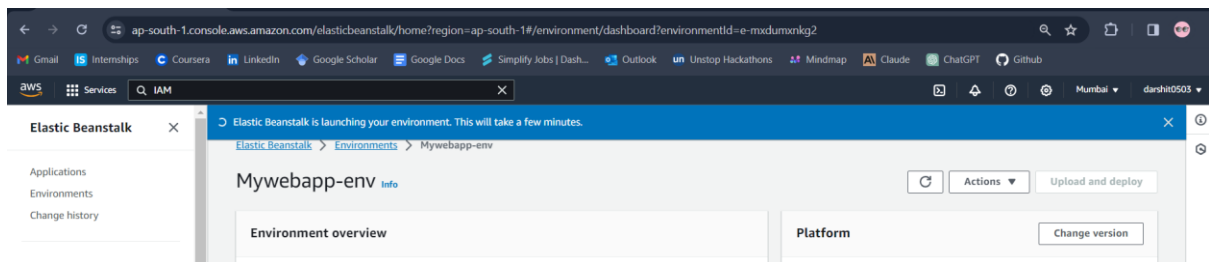 ap-south-1.console.aws.amazon.com/elasticbeanstalk/home?region=ap-south-1#/environment/dashboard?environmentId=e-mxdumxnkg2
Gmail IS Internships C Coursera in LinkedIn Google Scholar Google Docs Simplify Jobs | Dash... Outlook un Unstop Hackathons Mindmap A\ Claude ChatGPT Github
aws Services IAM Mumbai darshit0503
Elastic Beanstalk is launching your environment. This will take a few minutes.
Elastic Beanstalk
Applications
Environments
Change history
Elastic Beanstalk > Environments > Mywebapp-env
Mywebapp-env Info
Actions Upload and deploy
Environment overview
Platform Change version